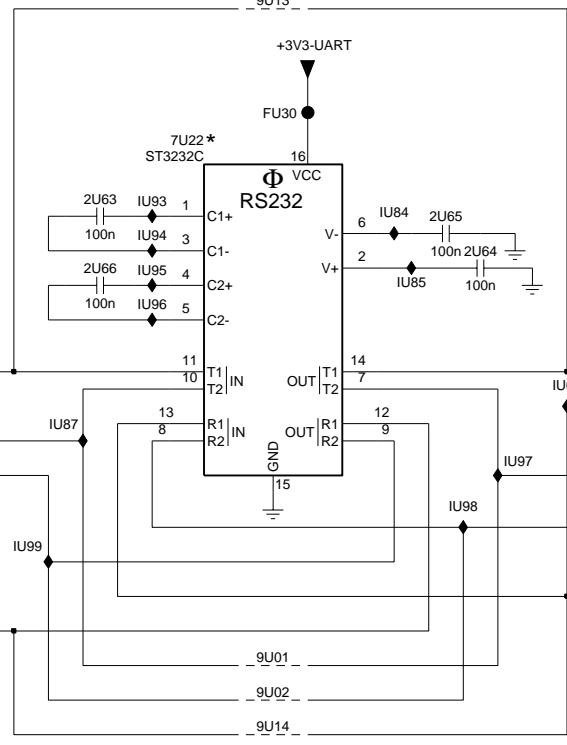 9U13
+3V3-UART
FU30
7U22 *
ST3232C
16
VCC
Φ
RS232
2U63
IU93
1
C1+
100n
IU94
3
C1-
2U66
IU95
4
C2+
100n
IU96
5
C2-
V-
6
IU84
2U65
100n
V+
2
IU85
2U64
100n
11
T1
10
T2
IN
OUT
T1
14
T2
7
13
R1
8
R2
IN
OUT
R1
12
R2
9
IU87
GND
15
IU97
IU98
IU99
9U01
9U02
9U14